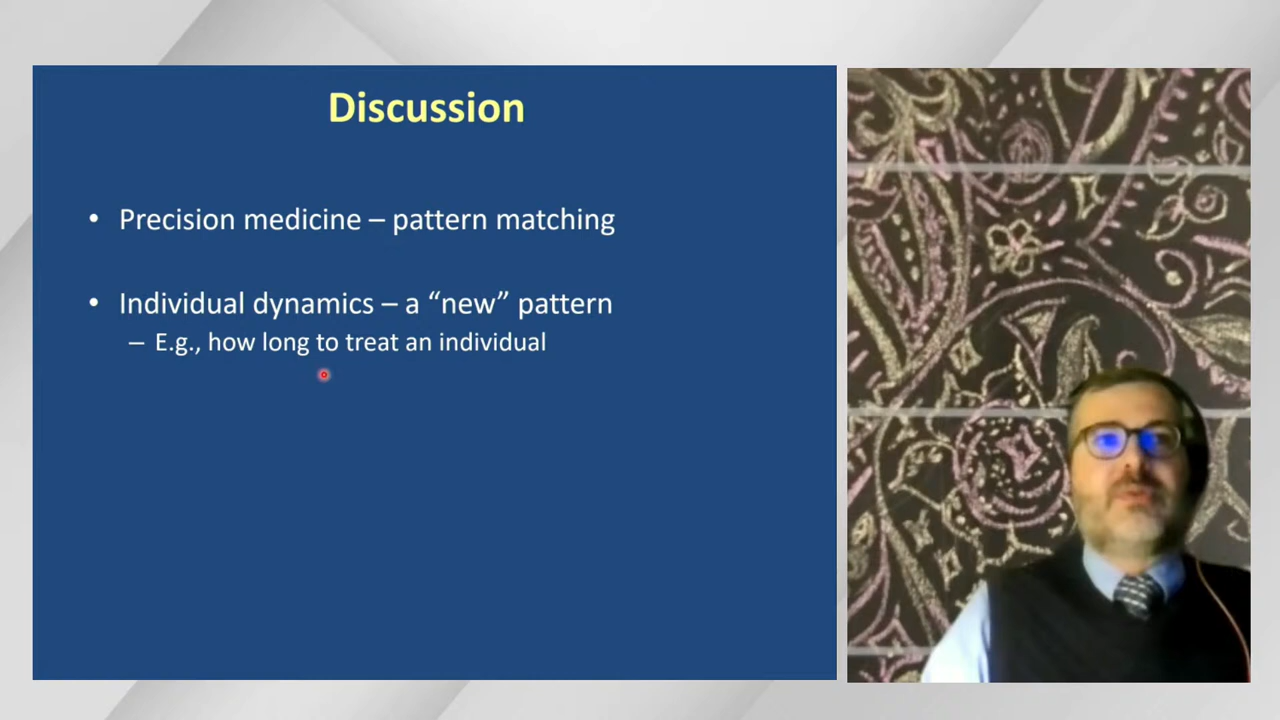 Discussion
• Precision medicine – pattern matching
• Individual dynamics – a “new” pattern
– E.g., how long to treat an individual